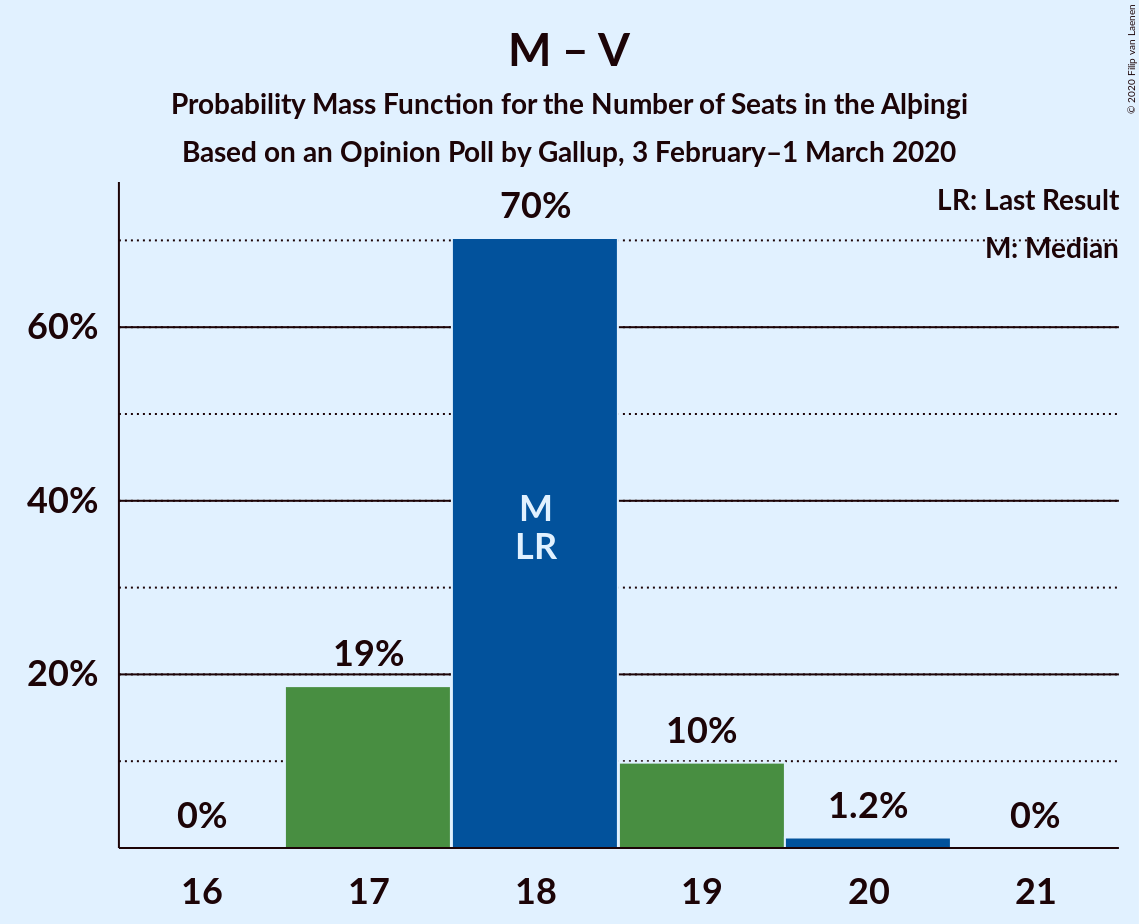 M – V
Probability Mass Function for the Number of Seats in the Alþingi
Based on an Opinion Poll by Gallup, 3 February–1 March 2020
© 2020 Filip van Laenen
LR: Last Result
M: Median
70%
60%
40%
M
LR
19%
20%
10%
1.2%
0%
0%
16
17
18
19
20
21